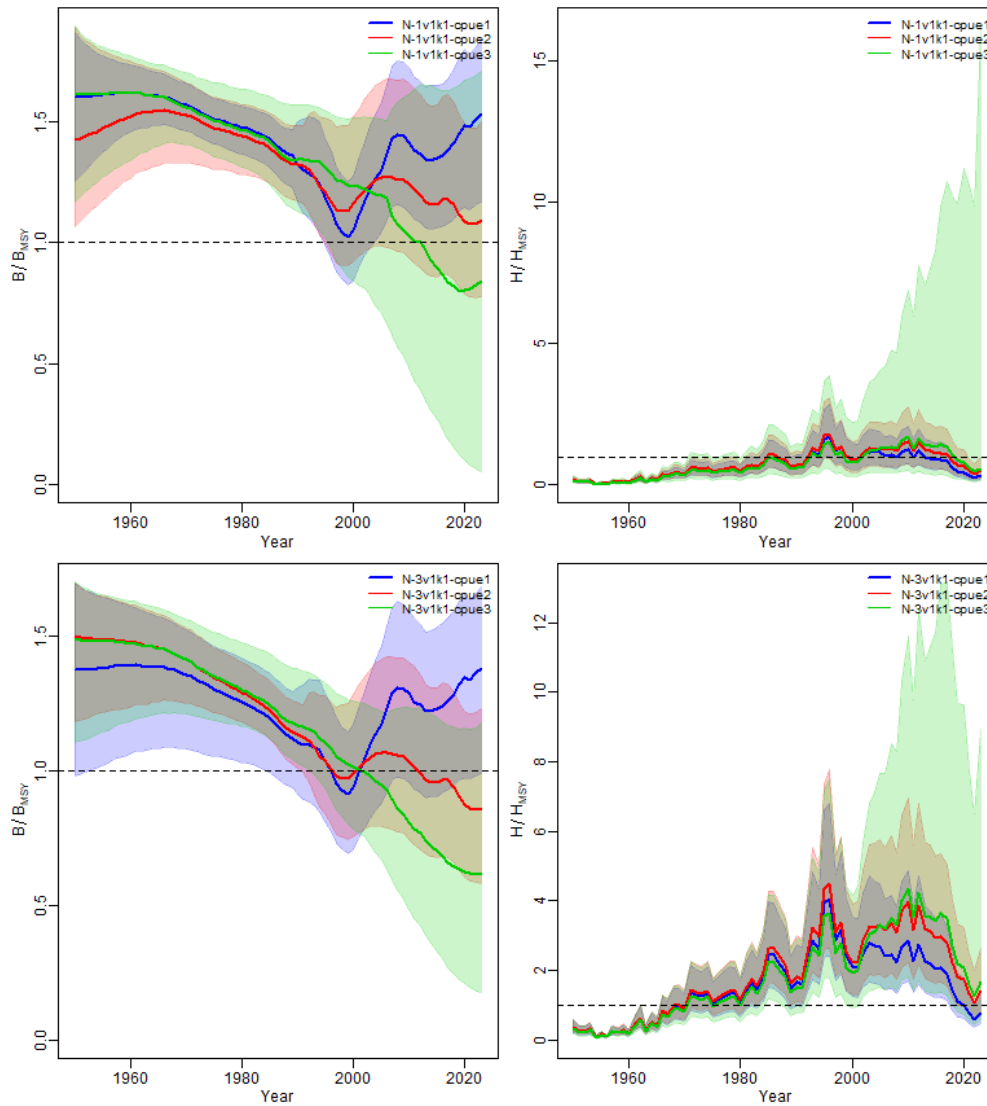 N-1v1k1-cpue1
N-1v1k1-cpue2
N-1v1k1-cpue3
B/ BMSY
0.0
0.5
1.0
1.5
1960
1980
2000
2020
Year
N-1v1k1-cpue1
N-1v1k1-cpue2
N-1v1k1-cpue3
H/ HMSY
0
5
10
15
1960
1980
2000
2020
Year
N-3v1k1-cpue1
N-3v1k1-cpue2
N-3v1k1-cpue3
B/ BMSY
0.0
0.5
1.0
1.5
1960
1980
2000
2020
Year
N-3v1k1-cpue1
N-3v1k1-cpue2
N-3v1k1-cpue3
H/ HMSY
0
2
4
6
8
10
12
1960
1980
2000
2020
Year